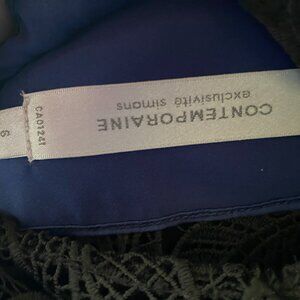 CONTEMPORAINE
exclusivité simons
CA01241
6